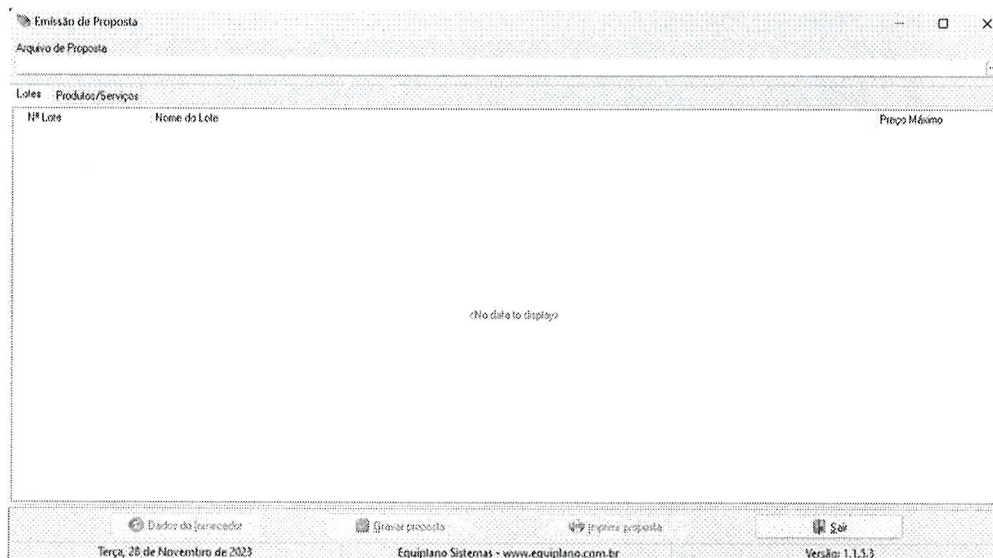 Emissão de Proposta
Arquivo de Proposta
Lotes Produtos/Serviços
Nº Lote Nome do Lote Preço Máximo
<No data to display>
Dados do fornecedor Gravar proposta Imprimir proposta Sair
Terça, 28 de Novembro de 2023 Equiplano Sistemas - www.equiplano.com.br Versão: 1.1.5.3